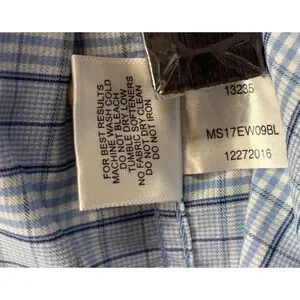 FOR BEST RESULTS
MACHINE WASH COLD
DO NOT BLEACH
TUMBLE DRY LOW
NO FABRIC SOFTENERS
DO NOT DRY CLEAN
DO NOT IRON
13235
MS17EW09BL
12272016